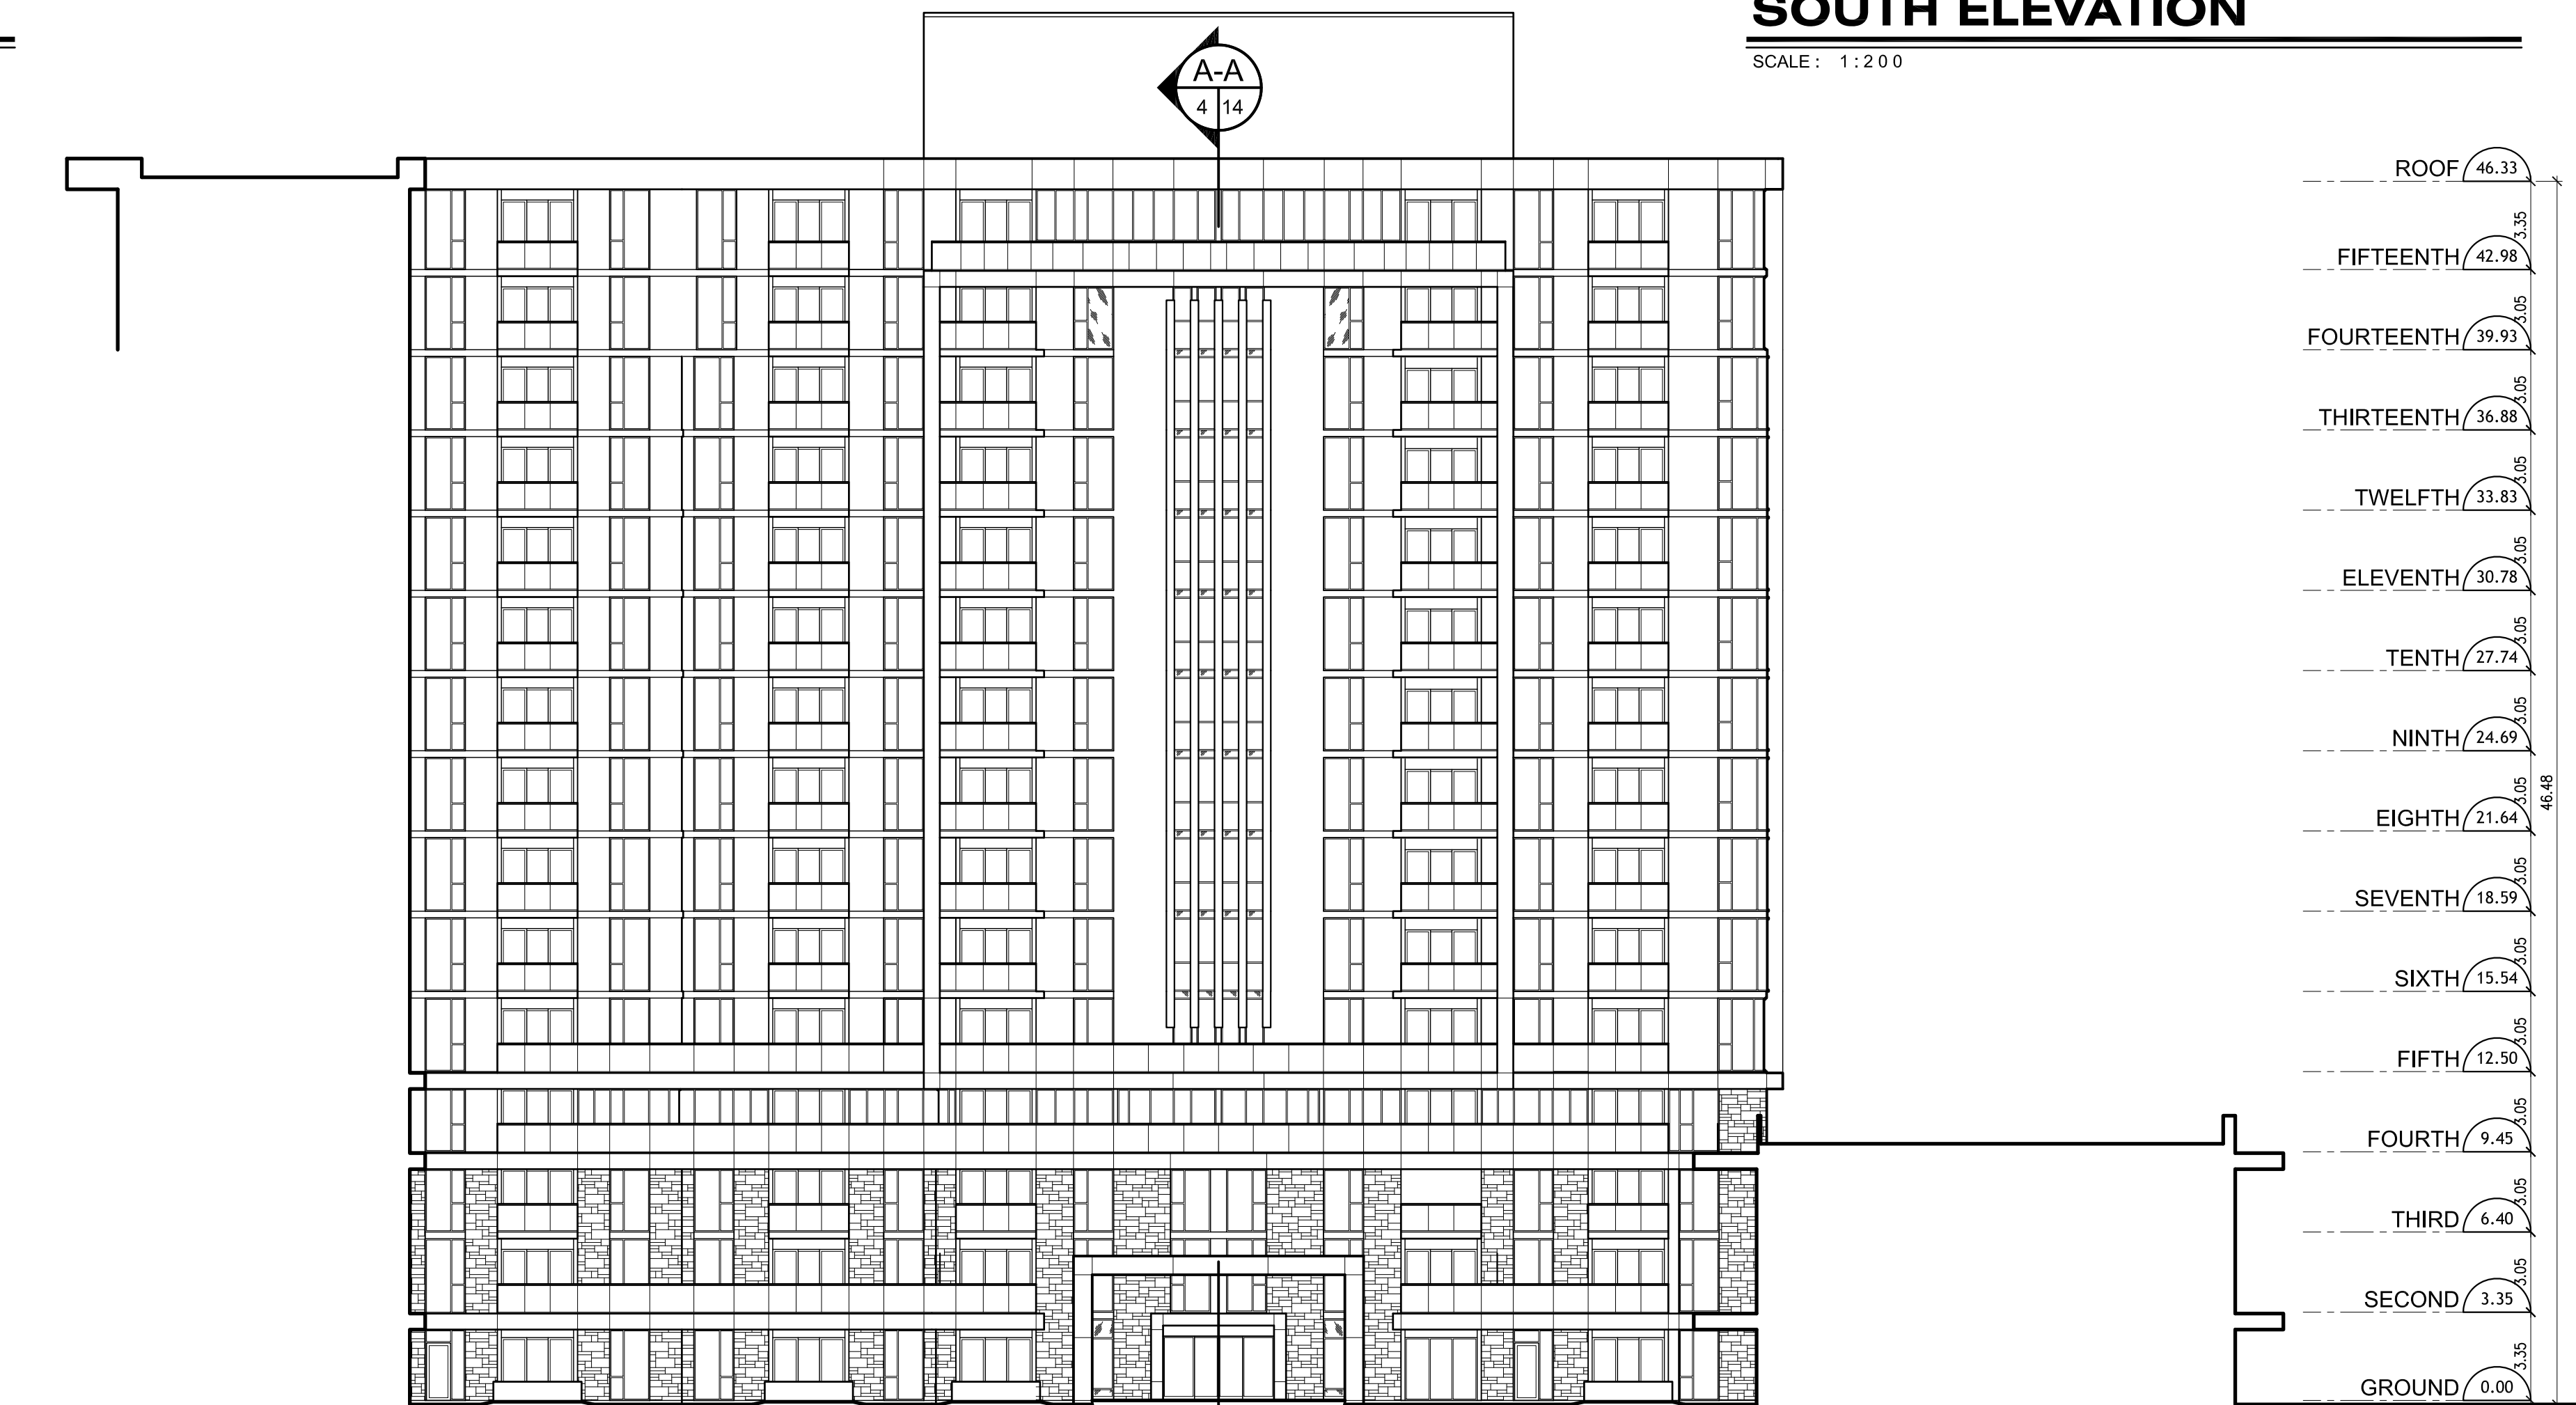 SOUTH ELEVATION
SCALE : 1 : 2 0 0
A-A
4 14
ROOF 46.33
3.35
FIFTEENTH 42.98
3.05
FOURTEENTH 39.93
3.05
THIRTEENTH 36.88
3.05
TWELFTH 33.83
3.05
ELEVENTH 30.78
3.05
TENTH 27.74
3.05
NINTH 24.69
3.05
46.48
EIGHTH 21.64
3.05
SEVENTH 18.59
3.05
SIXTH 15.54
3.05
FIFTH 12.50
3.05
FOURTH 9.45
3.05
THIRD 6.40
3.05
SECOND 3.35
3.35
GROUND 0.00